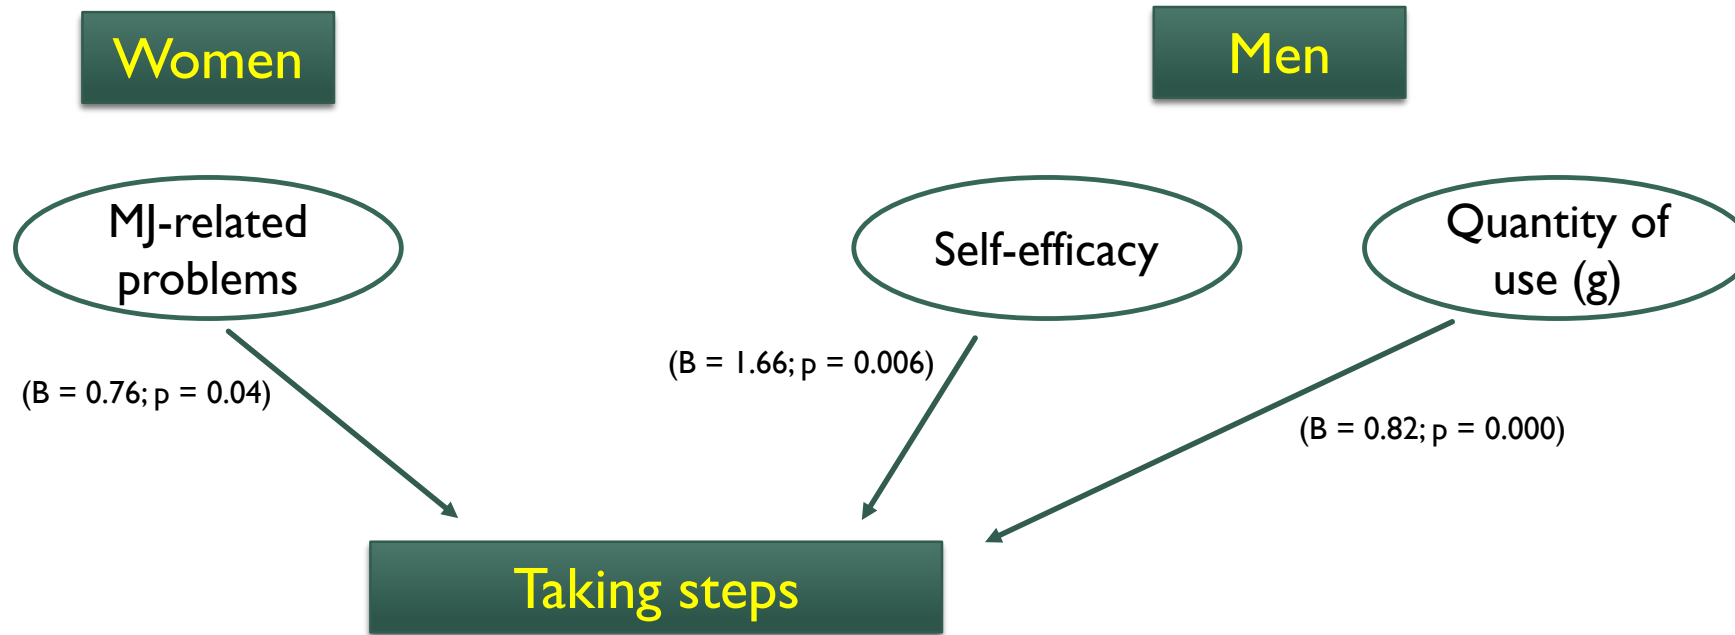 Women
Men
MJ-related
problems
Self-efficacy
Quantity of
use (g)
(B = 0.76; p = 0.04)
(B = 1.66; p = 0.006)
(B = 0.82; p = 0.000)
Taking steps